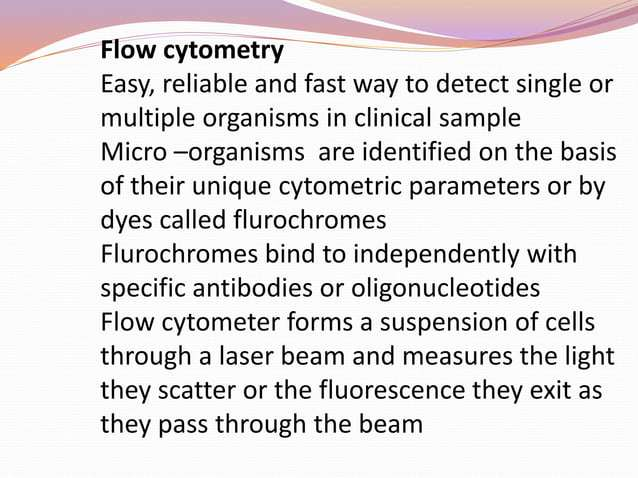 Flow cytometry
Easy, reliable and fast way to detect single or
multiple organisms in clinical sample
Micro –organisms  are identified on the basis
of their unique cytometric parameters or by
dyes called flurochromes
Flurochromes bind to independently with
specific antibodies or oligonucleotides
Flow cytometer forms a suspension of cells
through a laser beam and measures the light
they scatter or the fluorescence they exit as
they pass through the beam